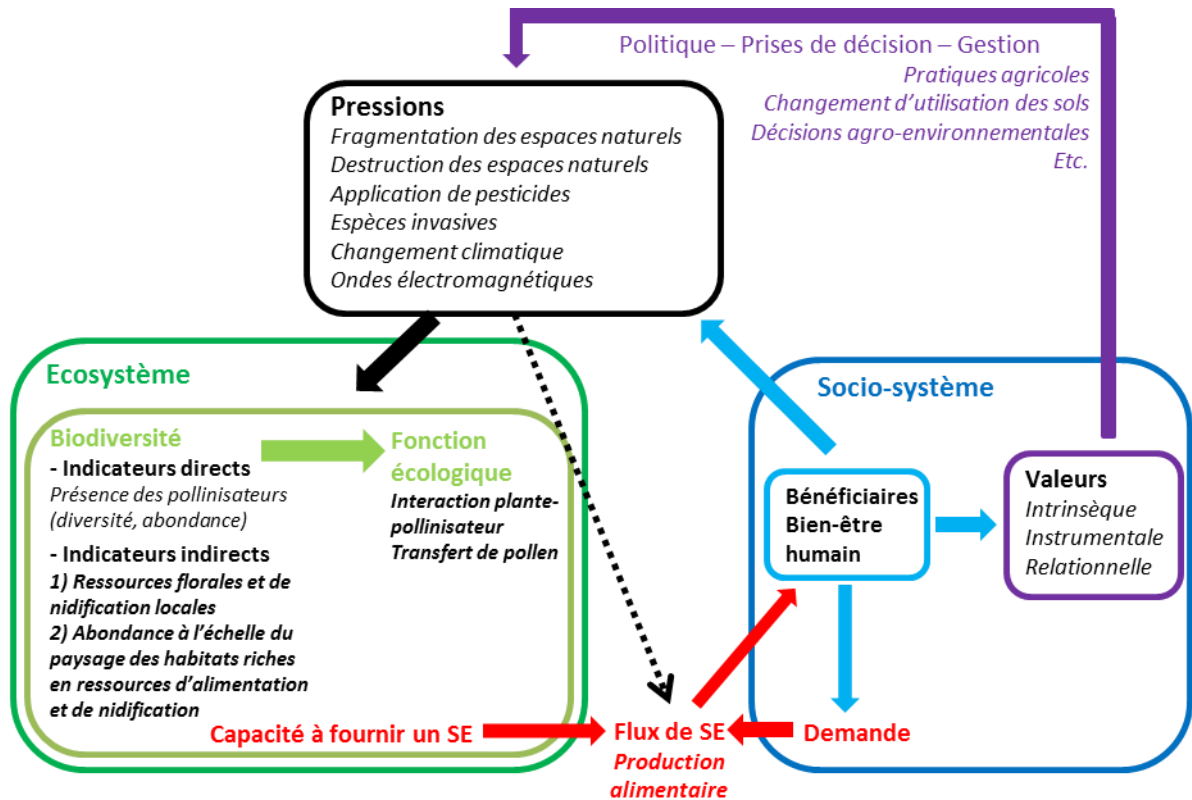 Politique – Prises de décision – Gestion
Pratiques agricoles
Changement d’utilisation des sols
Décisions agro-environnementales
Etc.
Pressions
Fragmentation des espaces naturels
Destruction des espaces naturels
Application de pesticides
Espèces invasives
Changement climatique
Ondes électromagnétiques
Ecosystème
Biodiversité
- Indicateurs directs
Présence des pollinisateurs
(diversité, abondance)
- Indicateurs indirects
1) Ressources florales et de
nidification locales
2) Abondance à l’échelle du
paysage des habitats riches
en ressources d’alimentation
et de nidification
Fonction
écologique
Interaction plante-
pollinisateur
Transfert de pollen
Capacité à fournir un SE
Flux de SE
Production
alimentaire
Socio-système
Bénéficiaires
Bien-être
humain
Valeurs
Intrinsèque
Instrumentale
Relationnelle
Demande